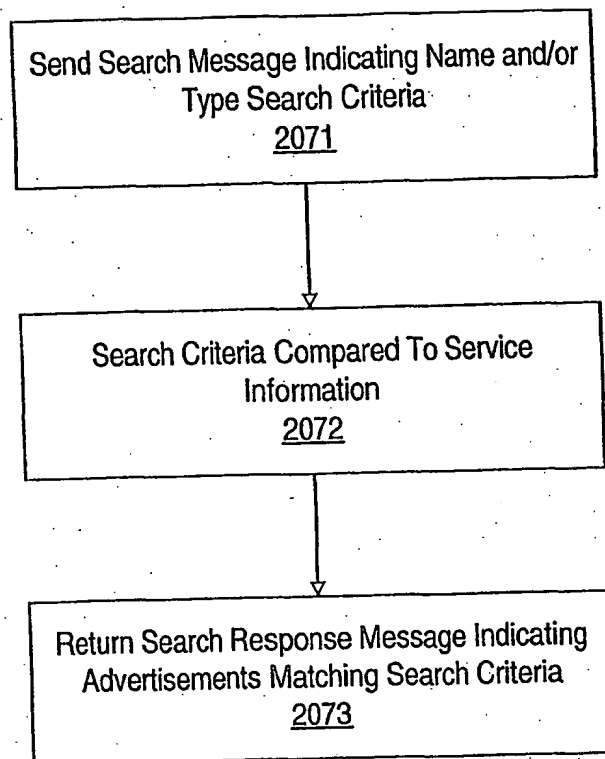 Send Search Message Indicating Name and/or
Type Search Criteria
2071
Search Criteria Compared To Service
Information
2072
Return Search Response Message Indicating
Advertisements Matching Search Criteria
2073